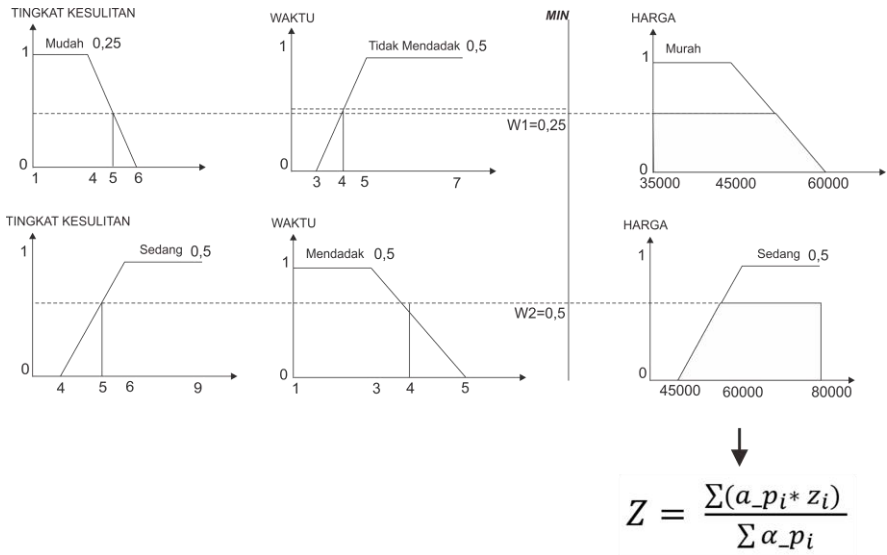 TINGKAT KESULITAN
WAKTU
MIN
HARGA
1
Mudah 0,25
1
Tidak Mendadak 0,5
1
Murah
W1=0,25
0
0
0
1 4 5 6
3 4 5 7
35000 45000 60000
TINGKAT KESULITAN
WAKTU
HARGA
1
Sedang 0,5
1
Mendadak 0,5
1
Sedang 0,5
W2=0,5
0
0
0
4 5 6 9
1 3 4 5
45000 60000 80000
Z = ∑(a_pᵢ* zᵢ) / ∑ α_pᵢ